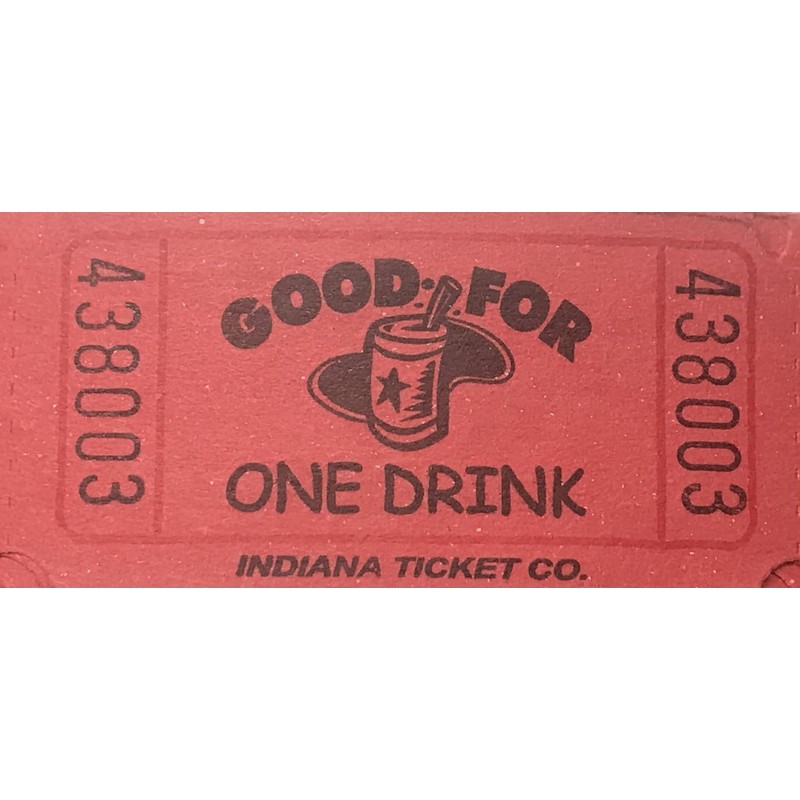 438003
GOOD FOR
ONE DRINK
INDIANA TICKET CO.
438003